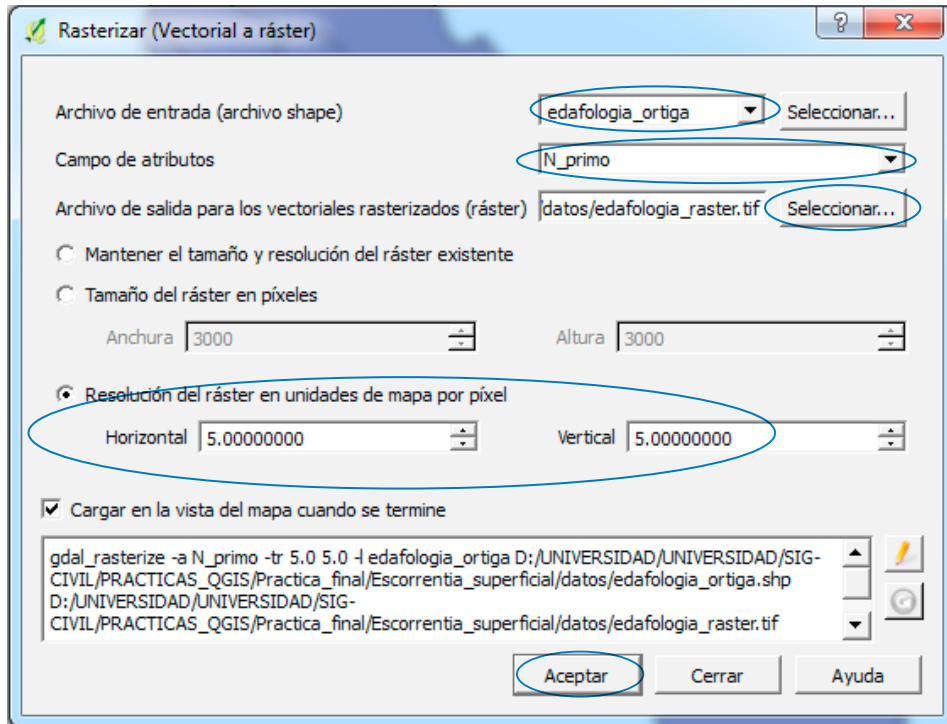 Rasterizar (Vectorial a ráster)
Archivo de entrada (archivo shape) edafologia_ortiga Seleccionar...
Campo de atributos N_primo
Archivo de salida para los vectoriales rasterizados (ráster) /datos/edafologia_raster.tif Seleccionar...
Mantener el tamaño y resolución del ráster existente
Tamaño del ráster en píxeles
Anchura 3000 Altura 3000
Resolución del ráster en unidades de mapa por píxel
Horizontal 5.00000000 Vertical 5.00000000
Cargar en la vista del mapa cuando se termine
gdal_rasterize -a N_primo -tr 5.0 5.0 -l edafologia_ortiga D:/UNIVERSIDAD/UNIVERSIDAD/SIG-
CIVIL/PRACTICAS_QGIS/Practica_final/Escorrentia_superficial/datos/edafologia_ortiga.shp
D:/UNIVERSIDAD/UNIVERSIDAD/SIG-
CIVIL/PRACTICAS_QGIS/Practica_final/Escorrentia_superficial/datos/edafologia_raster.tif
Aceptar Cerrar Ayuda